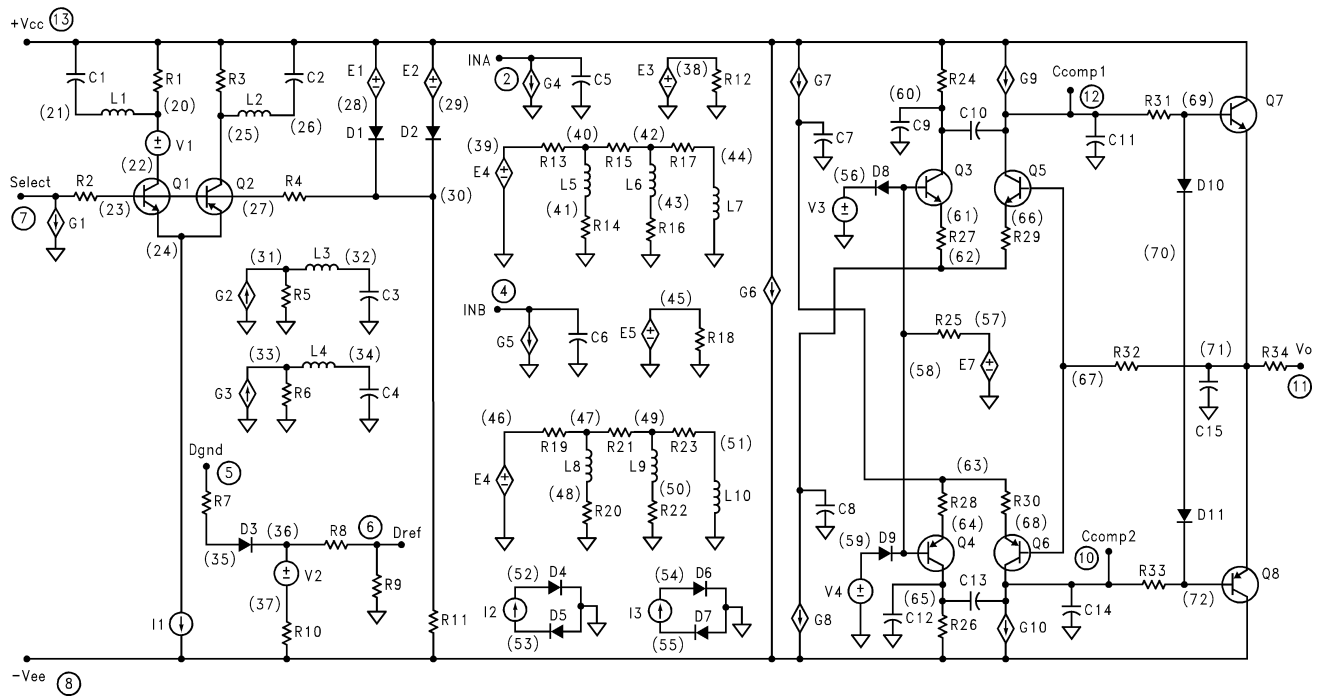 +Vcc 13
C1
R1
R3
C2
E1
E2
INA
2
G4
C5
E3
(38)
R12
G7
R24
G9
Ccomp1
12
R31
(69)
Q7
(21)
L1
(20)
L2
(26)
(28)
(29)
(60)
C9
C10
C7
C11
V1
(25)
D1
D2
(22)
(39)
E4
R13
(40)
R15
(42)
R17
(44)
L5
L6
L7
(56)
D8
Q3
Q5
D10
Select
7
R2
(23)
Q1
Q2
(27)
R4
(30)
(41)
(43)
R14
R16
V3
(61)
(66)
R27
R29
(62)
(70)
G1
(24)
(31)
L3
(32)
G2
R5
C3
INB
4
G5
C6
(45)
E5
R18
G6
R25
(57)
(58)
E7
(67)
R32
(71)
R34
Vo
11
C15
(33)
L4
(34)
G3
R6
C4
(46)
E4
R19
(47)
R21
(49)
R23
(51)
L8
L9
L10
(48)
(50)
R20
R22
C8
(63)
R28
R30
(64)
(68)
D11
Dgnd
5
R7
(35)
D3
(36)
R8
6
Dref
V2
(37)
R9
R10
(59)
D9
Q4
Q6
V4
Ccomp2
10
R33
(72)
Q8
(52)
D4
I2
D5
(53)
(54)
D6
I3
D7
(55)
(65)
C12
C13
R26
G10
C14
G8
I1
R11
-Vee
8